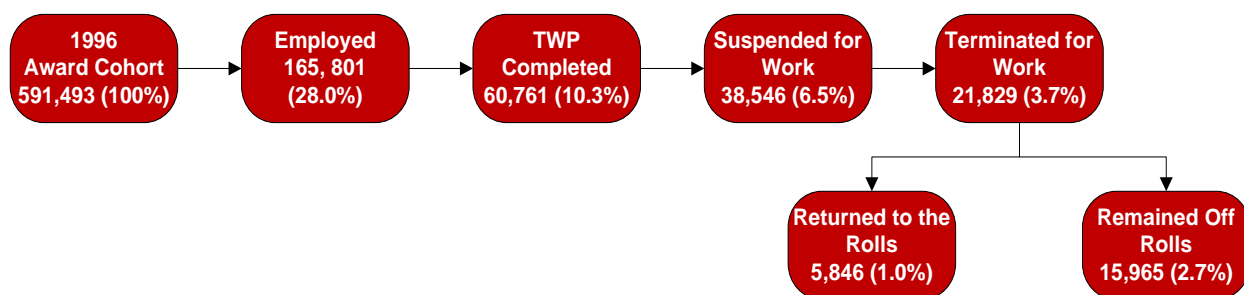 1996
Award Cohort
591,493 (100%)
Employed
165, 801
(28.0%)
TWP
Completed
60,761 (10.3%)
Suspended for
Work
38,546 (6.5%)
Terminated for
Work
21,829 (3.7%)
Returned to the
Rolls
5,846 (1.0%)
Remained Off
Rolls
15,965 (2.7%)